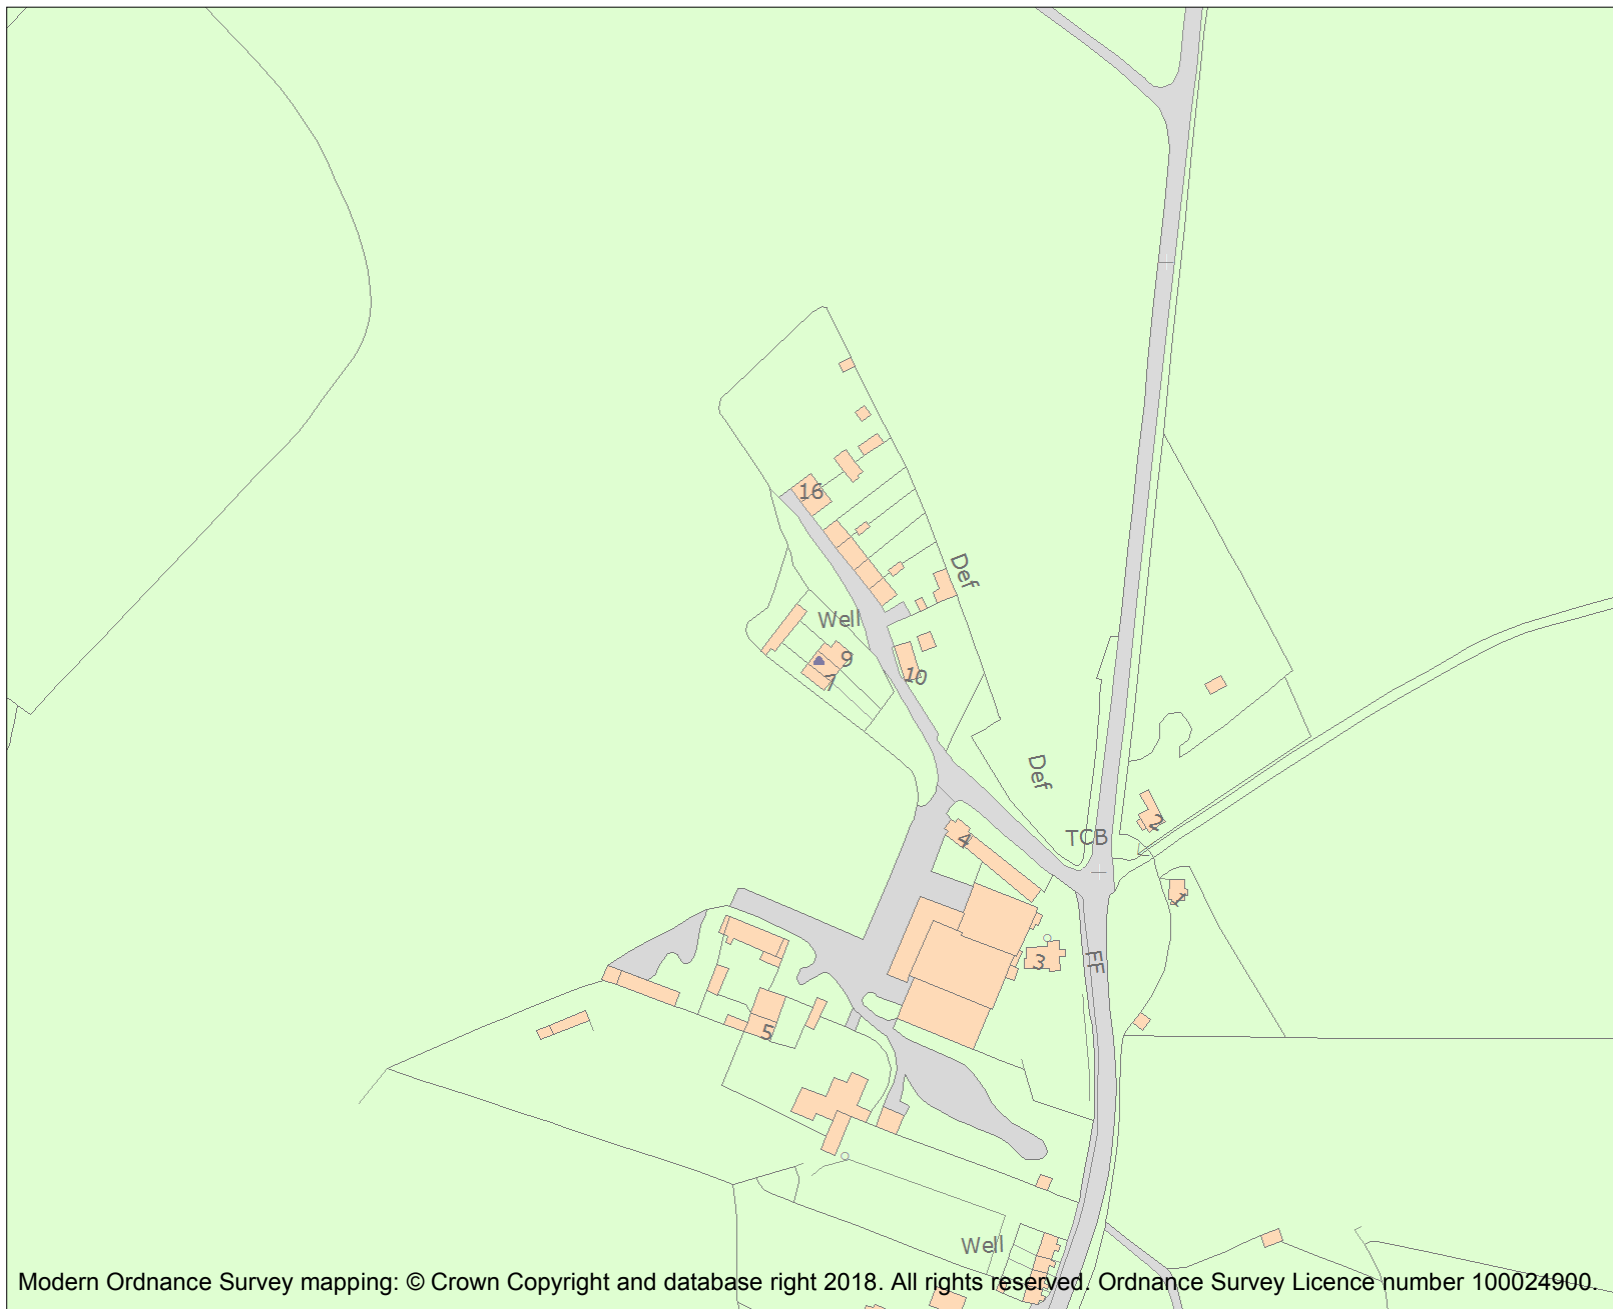 16
Def
Well
9
10
7
Def
TCB
2
4
1
FF
3
5
Well
Modern Ordnance Survey mapping: © Crown Copyright and database right 2018. All rights reserved. Ordnance Survey Licence number 100024900.